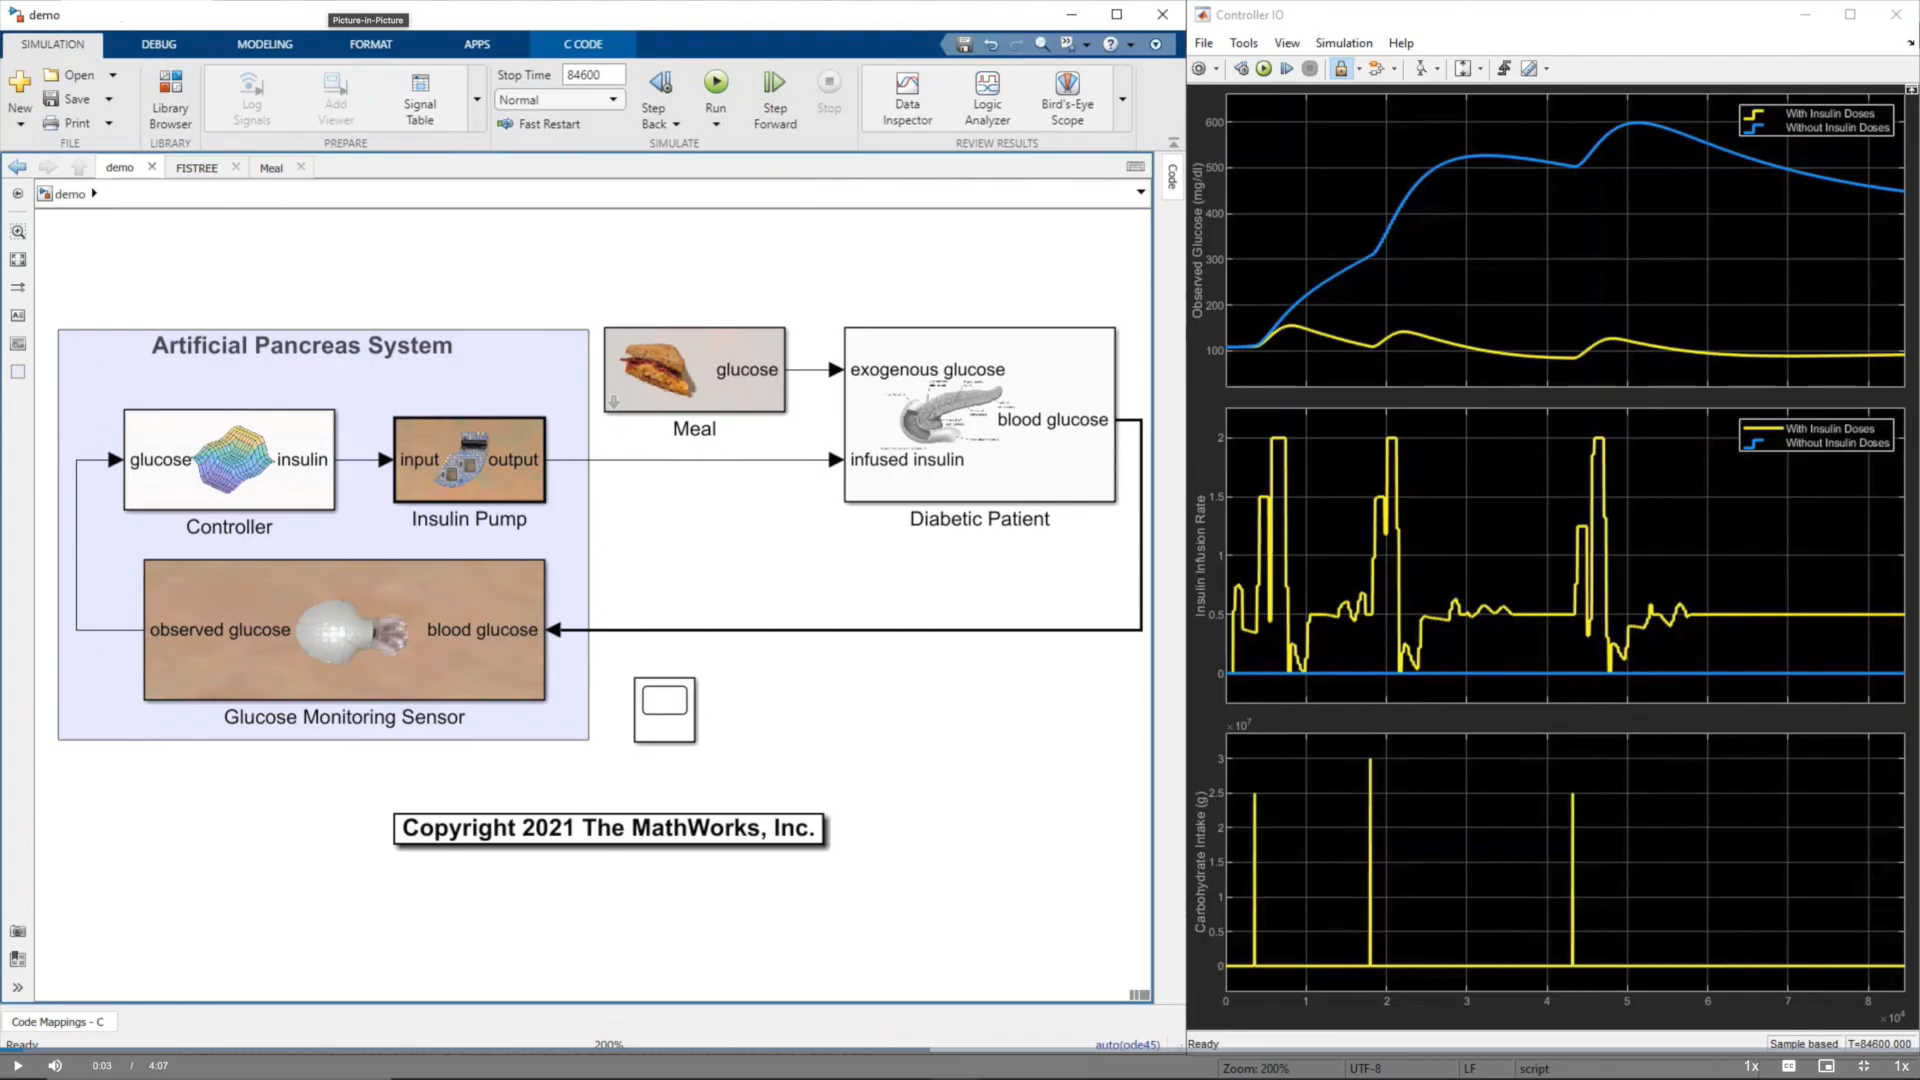 demo
Picture-in-Picture
SIMULATION
DEBUG
MODELING
FORMAT
APPS
C CODE
New
Open
Save
Print
FILE
Library
Browser
LIBRARY
Log
Signals
Add
Viewer
Signal
Table
PREPARE
Stop Time 84600
Normal
Fast Restart
Step
Back
Run
Step
Forward
Stop
SIMULATE
Data
Inspector
Logic
Analyzer
Bird's-Eye
Scope
REVIEW RESULTS
demo
FISTREE
Meal
Code
demo
Artificial Pancreas System
glucose
insulin
Controller
input
output
Insulin Pump
observed glucose
blood glucose
Glucose Monitoring Sensor
glucose
Meal
exogenous glucose
blood glucose
infused insulin
Diabetic Patient
Copyright 2021 The MathWorks, Inc.
Code Mappings - C
Ready
200%
auto(ode45)
0:03 / 4:07
Controller IO
File
Tools
View
Simulation
Help
Observed Glucose (mg/dl)
600
500
400
300
200
100
With Insulin Doses
Without Insulin Doses
Insulin Infusion Rate
2
1.5
1
0.5
0
With Insulin Doses
Without Insulin Doses
×10^7
Carbohydrate Intake (g)
3
2.5
2
1.5
1
0.5
0
0 1 2 3 4 5 6 7 8
×10^4
Ready
Sample based
T=84600.000
Zoom: 200%
UTF-8
LF
script
1x
CC
1x